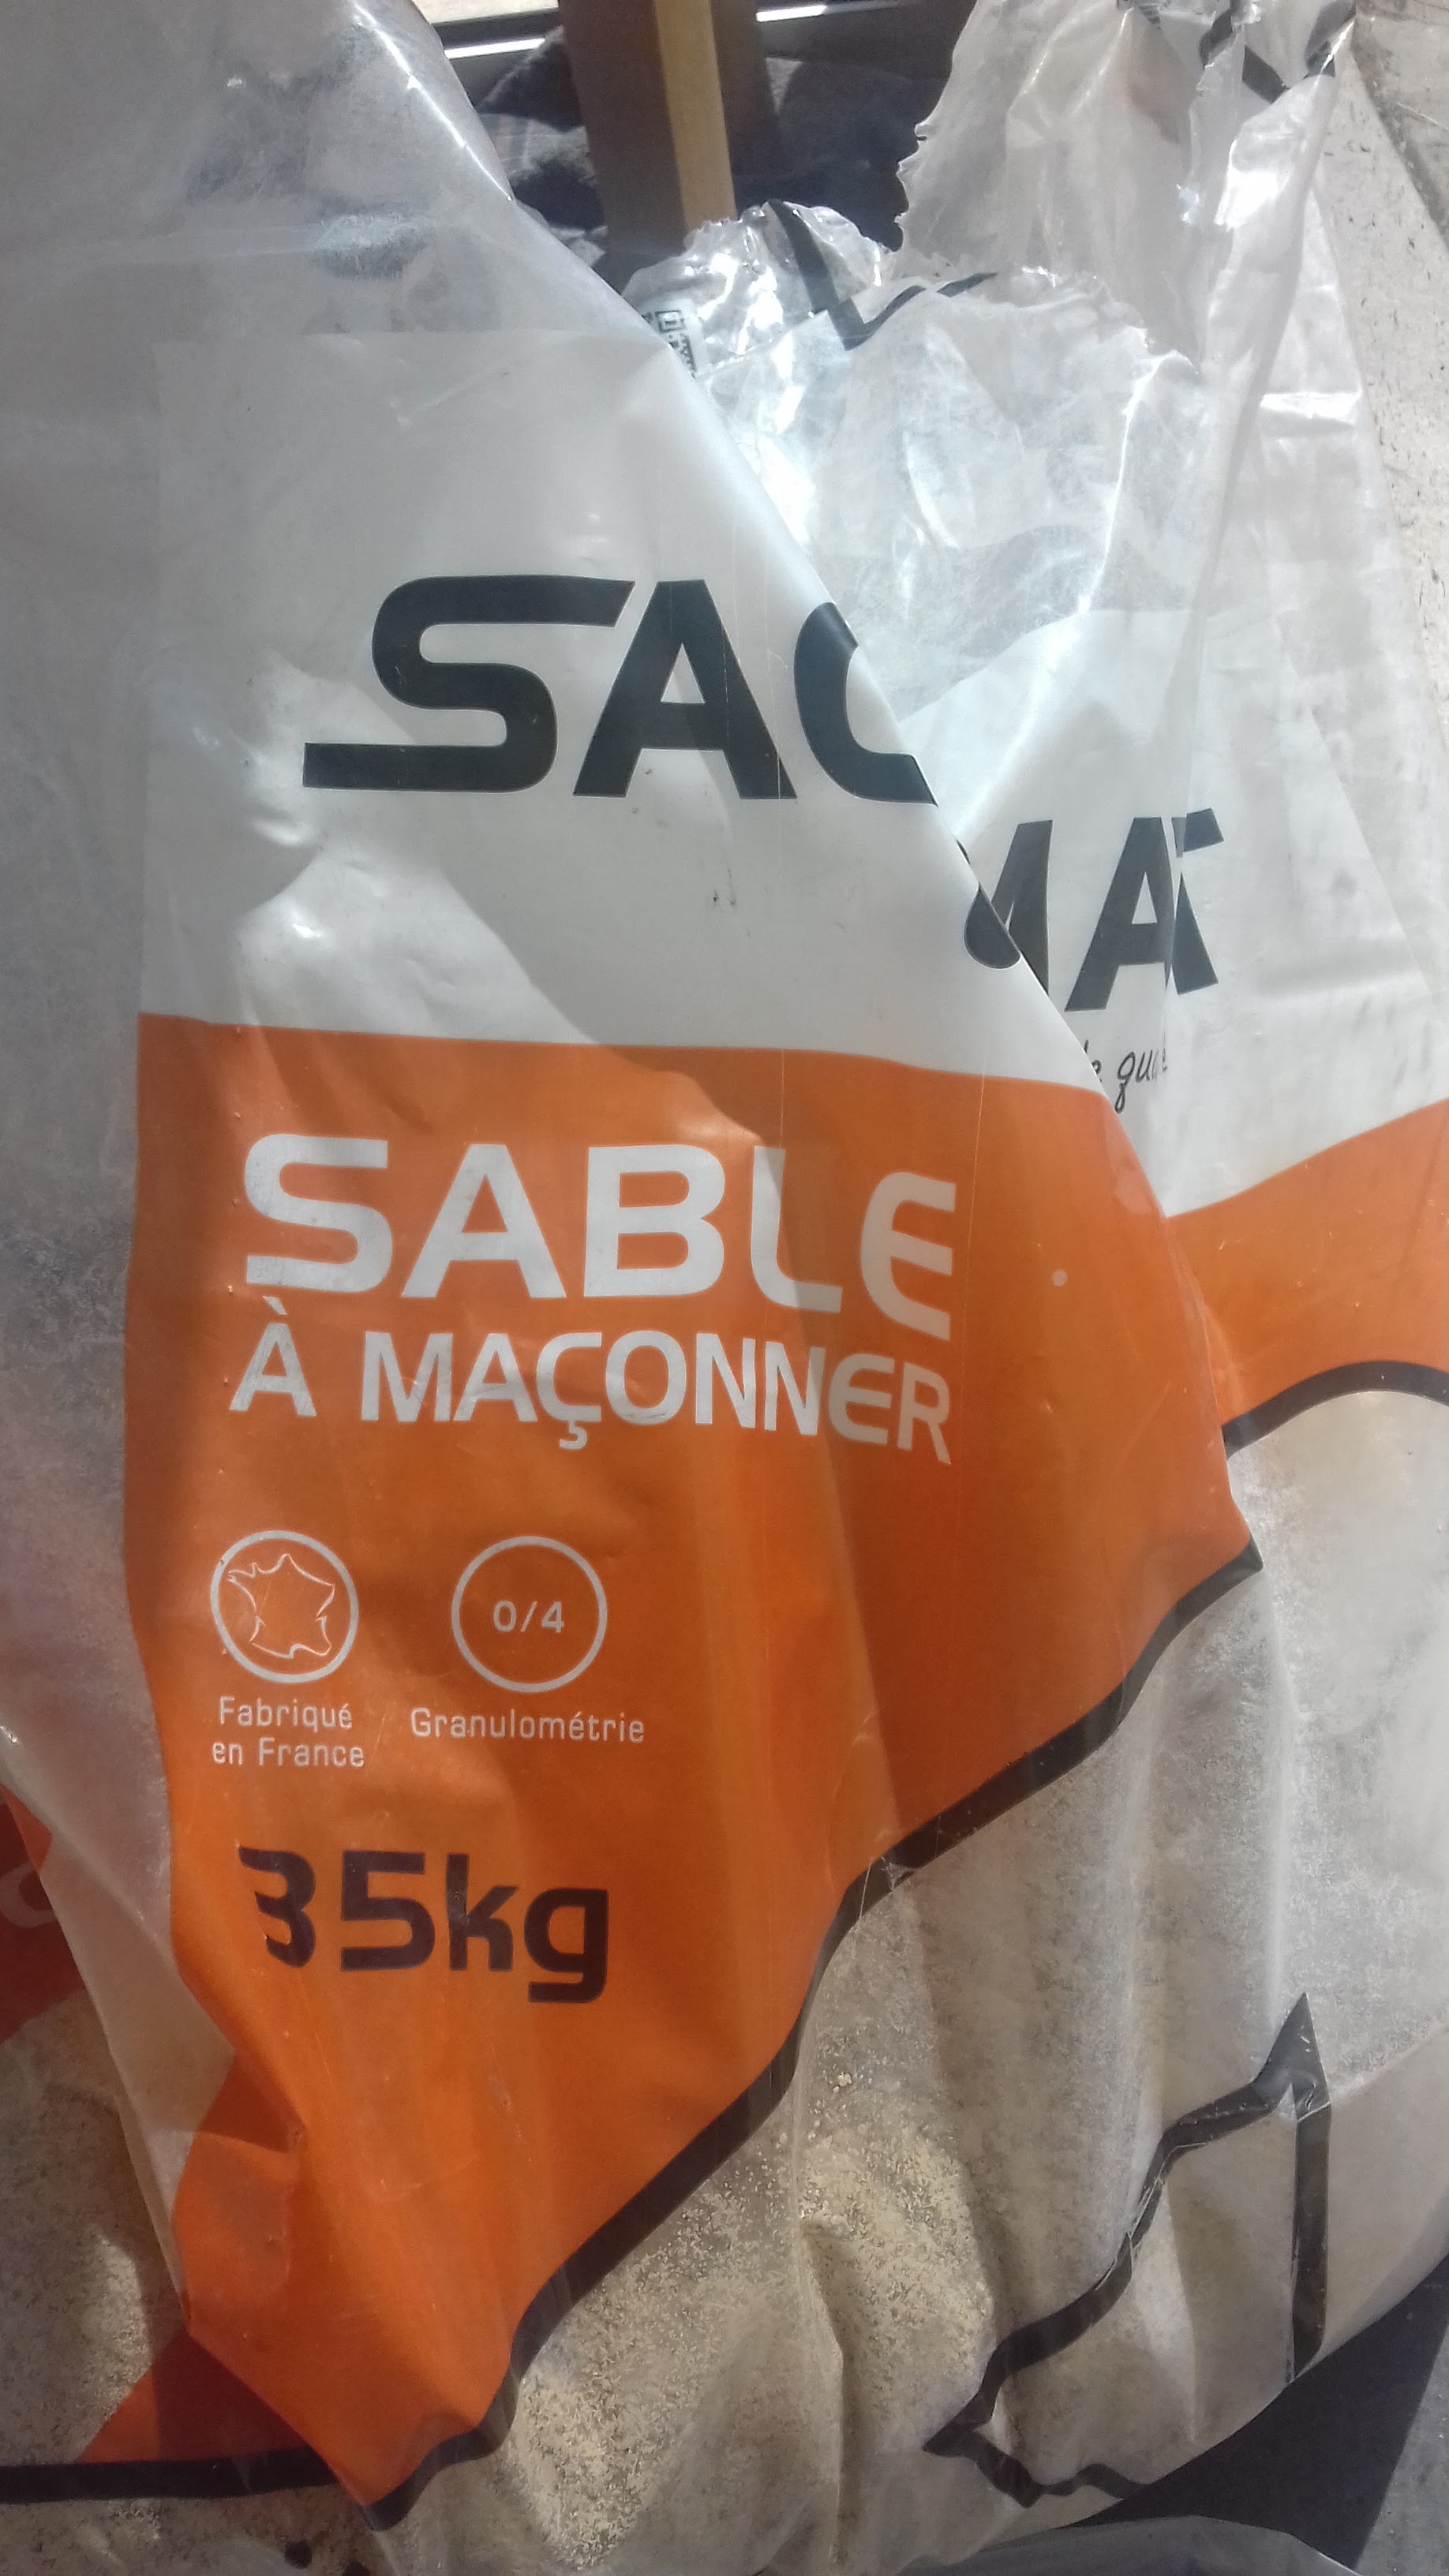 SAC
MAT
SABLE
À MAÇONNER
0/4
Fabriqué
en France
Granulométrie
35kg